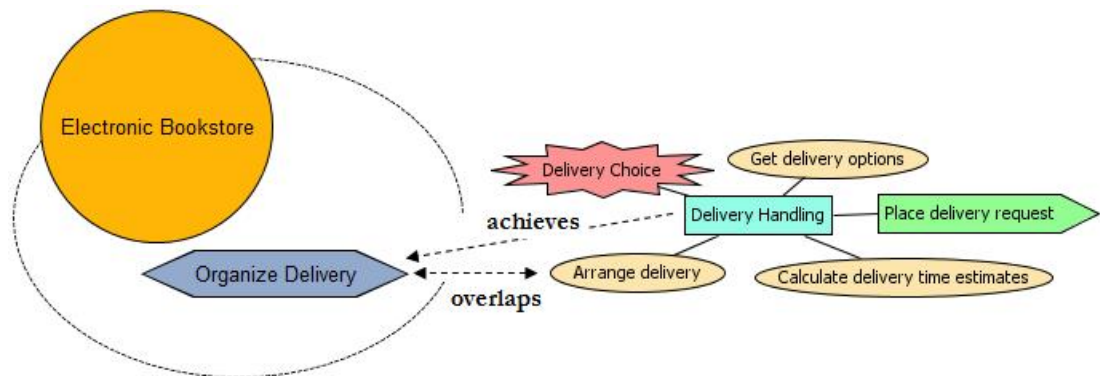 Electronic Bookstore
Get delivery options
Delivery Choice
Delivery Handling
Place delivery request
achieves
Organize Delivery
Arrange delivery
Calculate delivery time estimates
overlaps